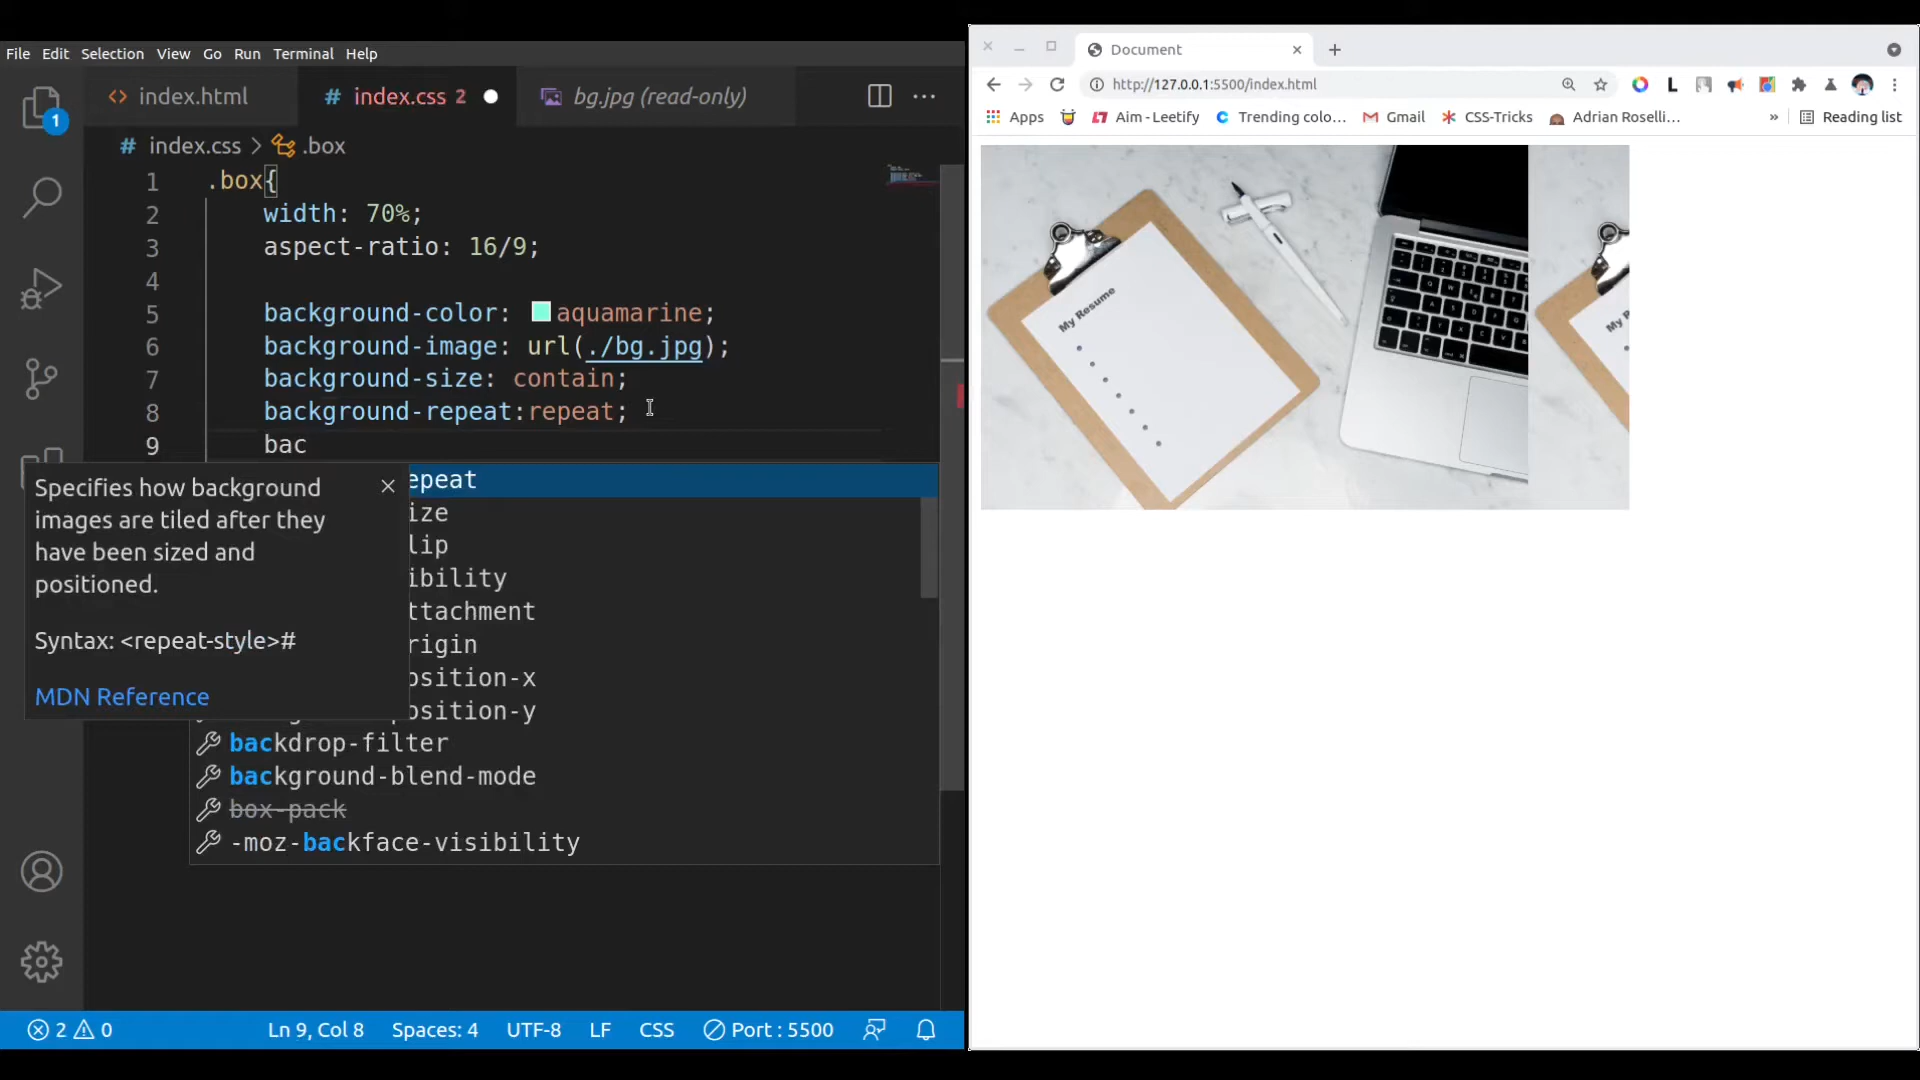 File Edit Selection View Go Run Terminal Help
index.html
# index.css 2
bg.jpg (read-only)
# index.css > .box
1 .box{
2 width: 70%;
3 aspect-ratio: 16/9;
4
5 background-color: aquamarine;
6 background-image: url(./bg.jpg);
7 background-size: contain;
8 background-repeat:repeat;
9 bac
1
Specifies how background
images are tiled after they
have been sized and
positioned.
Syntax: <repeat-style>#
MDN Reference
epeat
ize
lip
ibility
ttachment
rigin
osition-x
osition-y
backdrop-filter
background-blend-mode
box-pack
-moz-backface-visibility
2 0
Ln 9, Col 8
Spaces: 4
UTF-8
LF
CSS
Port : 5500
Document
http://127.0.0.1:5500/index.html
L
Apps
Aim - Leetify
Trending colo...
Gmail
CSS-Tricks
Adrian Roselli...
»
Reading list
My Resume
My R